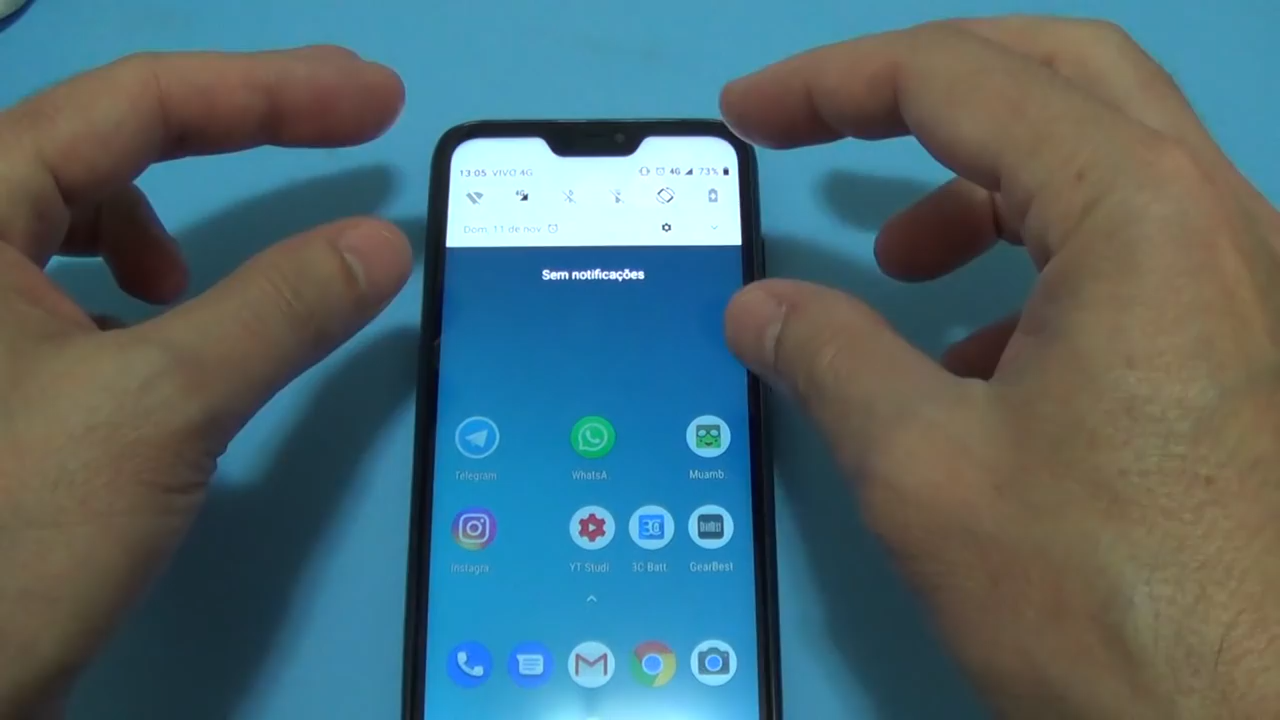 13:05 VIVO 4G 4G 73%
4G
Dom, 11 de nov.
Sem notificações
Telegram WhatsA.. Muamb..
Instagra.. YT Studi.. 3C Batt.. GearBest